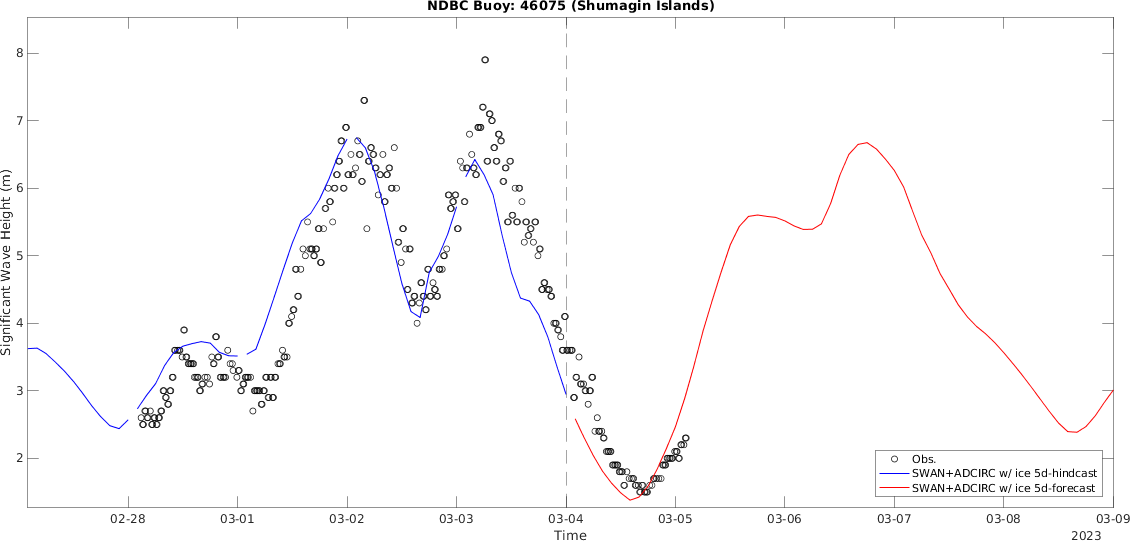 NDBC Buoy: 46075 (Shumagin Islands)
8
7
6
5
4
3
2
Significant Wave Height (m)
Obs.
SWAN+ADCIRC w/ ice 5d-hindcast
SWAN+ADCIRC w/ ice 5d-forecast
02-28 03-01 03-02 03-03 03-04 03-05 03-06 03-07 03-08 03-09
Time
2023